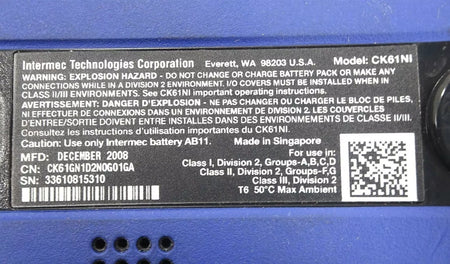 Intermec Technologies Corporation Everett, WA 98203 U.S.A. Model: CK61NI
WARNING: EXPLOSION HAZARD - DO NOT CHANGE OR CHARGE BATTERY PACK OR MAKE ANY
CONNECTIONS WHILE IN A DIVISION 2 ENVIRONMENT. I/O COVERS MUST BE INSTALLED WHEN IN
CLASS II/III ENVIRONMENTS. See important operating instructions.
AVERTISSEMENT: DANGER D'EXPLOSION - NE PAS CHANGER OU CHARGER LE BLOC DE PILES,
NI EFFECTUER DE CONNEXIONS DANS UN ENVIRONNEMENT DE DIVISION 2. LES COUVERCLES
D'ENTREE/SORTIE DOIVENT ETRE INSTALLES DANS DES ENVIRONNEMENTS DE CLASSE II/III.
Consultez les instructions d'utilisation importantes du CK61NI.
Caution: Use only Intermec battery AB11. Made in Singapore
MFD: DECEMBER 2008
For use in:
CN: CK61GN1D2N0G01GA
Class I, Division 2, Groups-A,B,C,D
SN: 33610815310
Class II, Division 2, Groups-F,G
Class III, Division 2
T6 50°C Max Ambient